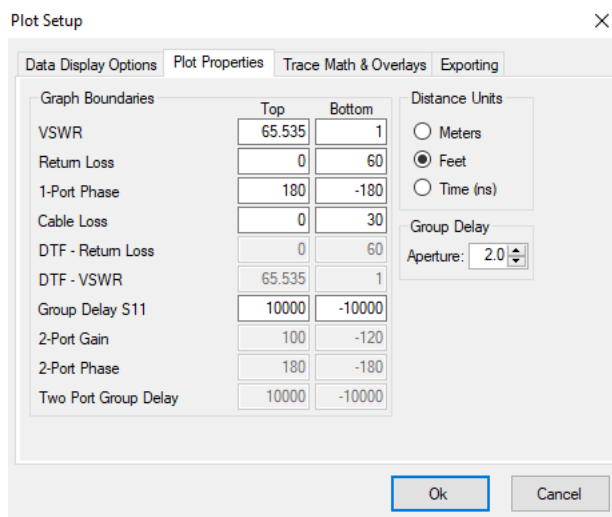 Plot Setup
Data Display Options Plot Properties Trace Math & Overlays Exporting
Graph Boundaries
Top Bottom
VSWR 65.535 1
Return Loss 0 60
1-Port Phase 180 -180
Cable Loss 0 30
DTF - Return Loss 0 60
DTF - VSWR 65.535 1
Group Delay S11 10000 -10000
2-Port Gain 100 -120
2-Port Phase 180 -180
Two Port Group Delay 10000 -10000
Distance Units
Meters
Feet
Time (ns)
Group Delay
Aperture: 2.0
Ok Cancel